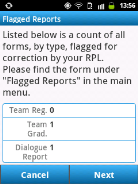 13:56
Flagged Reports
Listed below is a count of all
forms, by type, flagged for
correction by your RPL.
Please find the form under
"Flagged Reports" in the main
menu.
Team Reg. 0
Team 1
Grad.
Dialogue 1
Report
Cancel Next